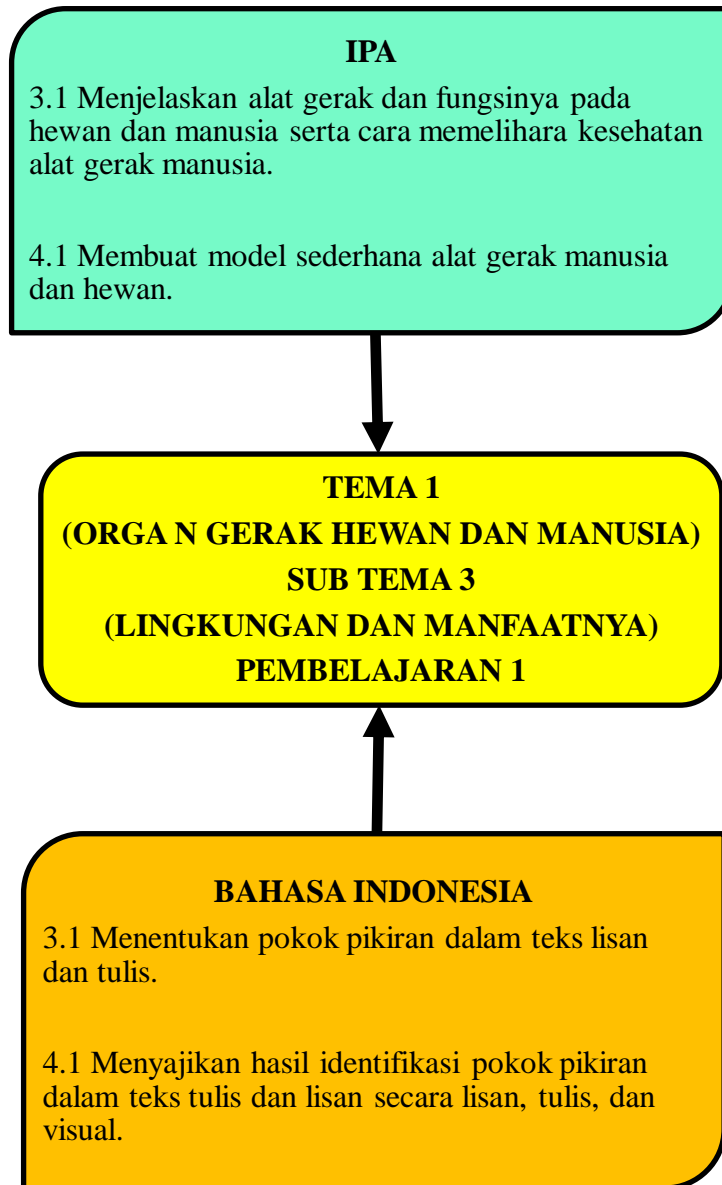 IPA
3.1 Menjelaskan alat gerak dan fungsinya pada
hewan dan manusia serta cara memelihara kesehatan
alat gerak manusia.
4.1 Membuat model sederhana alat gerak manusia
dan hewan.
TEMA 1
(ORGA N GERAK HEWAN DAN MANUSIA)
SUB TEMA 3
(LINGKUNGAN DAN MANFAATNYA)
PEMBELAJARAN 1
BAHASA INDONESIA
3.1 Menentukan pokok pikiran dalam teks lisan
dan tulis.
4.1 Menyajikan hasil identifikasi pokok pikiran
dalam teks tulis dan lisan secara lisan, tulis, dan
visual.